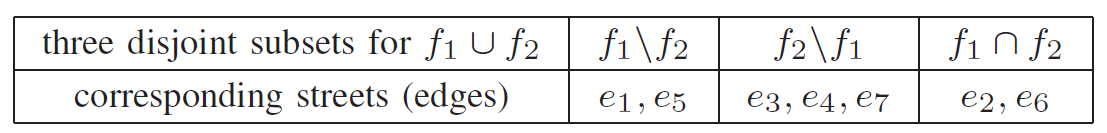 three disjoint subsets for f₁ ∪ f₂ f₁\f₂ f₂\f₁ f₁ ∩ f₂
corresponding streets (edges) e₁, e₅ e₃, e₄, e₇ e₂, e₆